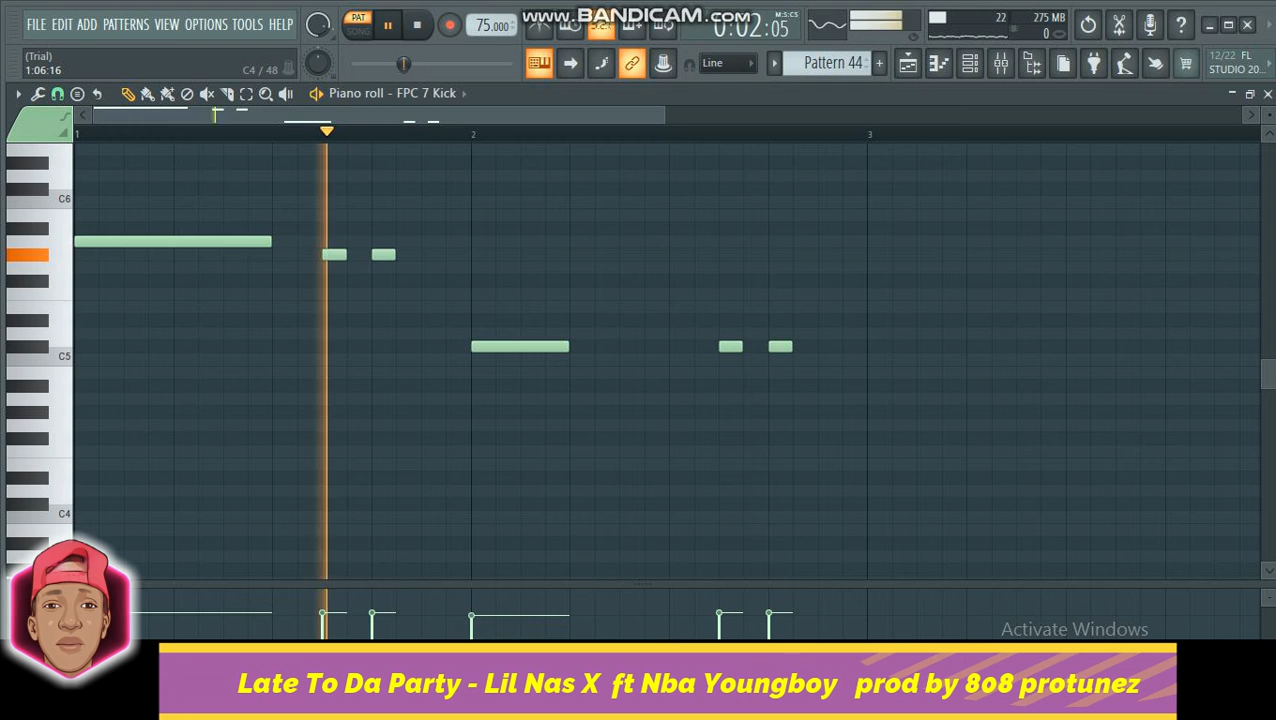 www.BANDICAM.com
FILE EDIT ADD PATTERNS VIEW OPTIONS TOOLS HELP
PAT
SONG
75.000
0:02:05
M:S:CS
22
275 MB
0
(Trial)
1:06:16
C4 / 48
Line
Pattern 44
12/22 FL
STUDIO 20...
Piano roll - FPC 7 Kick
1
2
3
C6
C5
C4
Activate Windows
Late To Da Party - Lil Nas X ft Nba Youngboy prod by 808 protunez